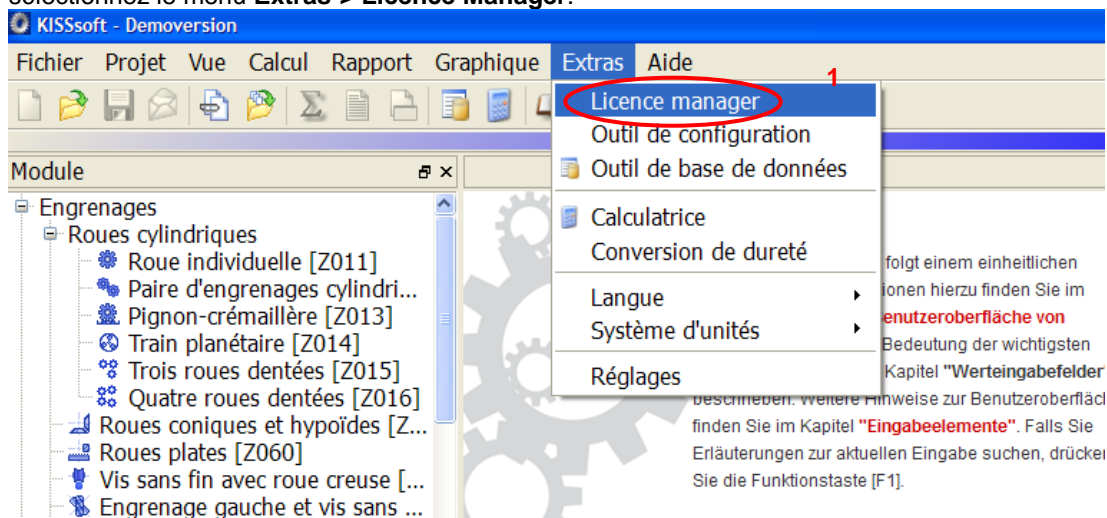 sélectionnez le menu Extras > Licence Manager.
KISSsoft - Demoversion
Fichier Projet Vue Calcul Rapport Graphique Extras Aide
1
Licence manager
Outil de configuration
Outil de base de données
Calculatrice
Conversion de dureté
Langue
Système d'unités
Réglages
Module
Engrenages
Roues cylindriques
Roue individuelle [Z011]
Paire d'engrenages cylindri...
Pignon-crémaillère [Z013]
Train planétaire [Z014]
Trois roues dentées [Z015]
Quatre roues dentées [Z016]
Roues coniques et hypoïdes [Z...
Roues plates [Z060]
Vis sans fin avec roue creuse [...
Engrenage gauche et vis sans ...
folgt einem einheitlichen
ionen hierzu finden Sie im
enutzeroberfläche von
Bedeutung der wichtigsten
Kapitel "Werteingabefelder"
beschrieben. Weitere Hinweise zur Benutzeroberfläch
finden Sie im Kapitel "Eingabeelemente". Falls Sie
Erläuterungen zur aktuellen Eingabe suchen, drücken
Sie die Funktionstaste [F1].